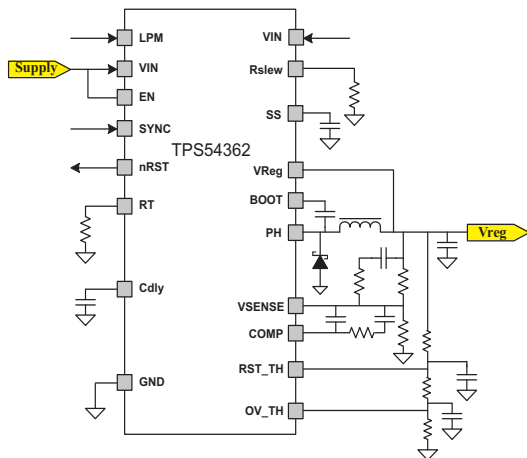 LPM
VIN
Supply
VIN
Rslew
EN
SS
SYNC
TPS54362
nRST
VReg
RT
BOOT
PH
Vreg
Cdly
VSENSE
COMP
RST_TH
GND
OV_TH